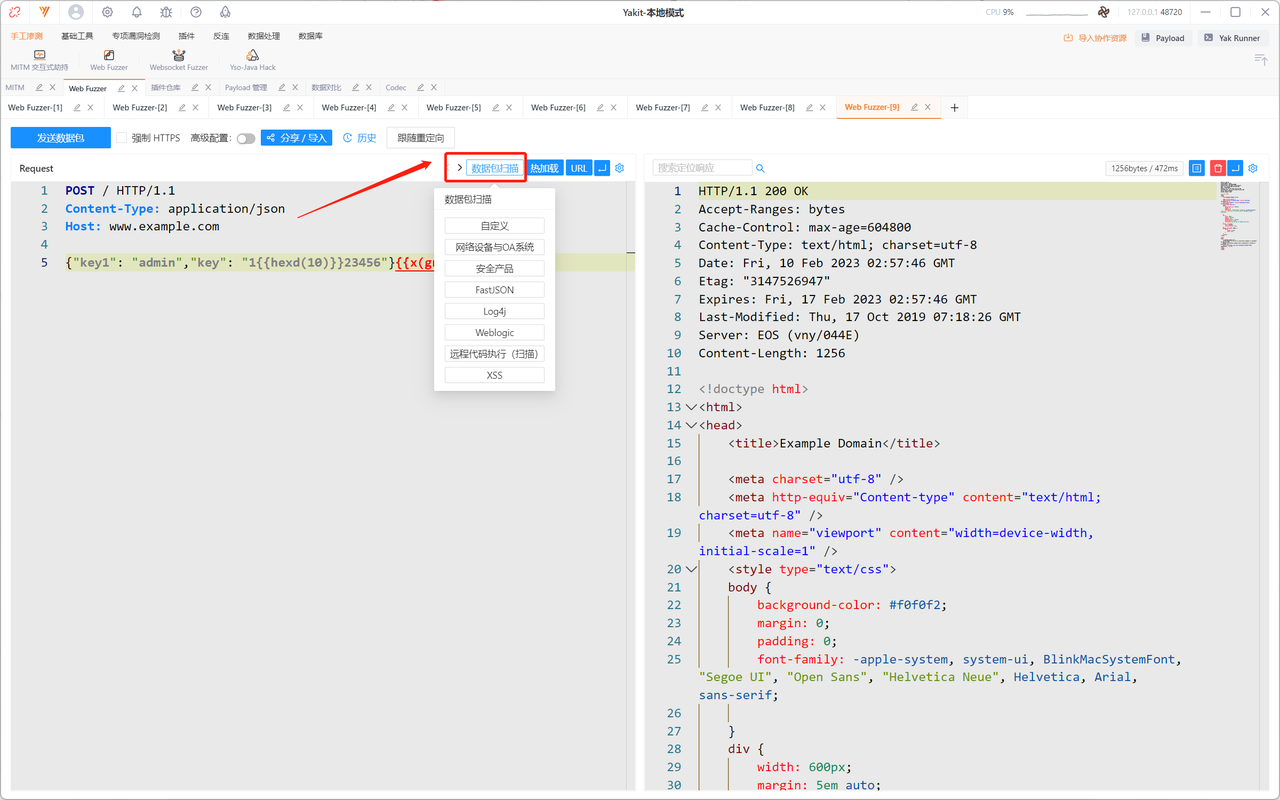 Yakit-本地模式
CPU 9%
127.0.0.1 48720
手工渗测 基础工具 专项漏洞检测 插件 反连 数据处理 数据库
导入协作资源 Payload Yak Runner
MITM 交互式劫持 Web Fuzzer Websocket Fuzzer Yso-Java Hack
MITM Web Fuzzer 插件仓库 Payload 管理 数据对比 Codec
Web Fuzzer-[1] Web Fuzzer-[2] Web Fuzzer-[3] Web Fuzzer-[4] Web Fuzzer-[5] Web Fuzzer-[6] Web Fuzzer-[7] Web Fuzzer-[8] Web Fuzzer-[9]
发送数据包 强制 HTTPS 高级配置: 分享 / 导入 历史 跟随重定向
Request
数据包扫描 热加载 URL
1 POST / HTTP/1.1
2 Content-Type: application/json
3 Host: www.example.com
4
5 {"key1": "admin","key": "1{{hexd(10)}}23456"}{{x(g
数据包扫描
自定义
网络设备与OA系统
安全产品
FastJSON
Log4j
Weblogic
远程代码执行（扫描）
XSS
搜索定位响应
1256bytes / 472ms
1 HTTP/1.1 200 OK
2 Accept-Ranges: bytes
3 Cache-Control: max-age=604800
4 Content-Type: text/html; charset=utf-8
5 Date: Fri, 10 Feb 2023 02:57:46 GMT
6 Etag: "3147526947"
7 Expires: Fri, 17 Feb 2023 02:57:46 GMT
8 Last-Modified: Thu, 17 Oct 2019 07:18:26 GMT
9 Server: EOS (vny/044E)
10 Content-Length: 1256
11
12 <!doctype html>
13 <html>
14 <head>
15 <title>Example Domain</title>
16
17 <meta charset="utf-8" />
18 <meta http-equiv="Content-type" content="text/html;
charset=utf-8" />
19 <meta name="viewport" content="width=device-width,
initial-scale=1" />
20 <style type="text/css">
21 body {
22 background-color: #f0f0f2;
23 margin: 0;
24 padding: 0;
25 font-family: -apple-system, system-ui, BlinkMacSystemFont,
"Segoe UI", "Open Sans", "Helvetica Neue", Helvetica, Arial,
sans-serif;
26
27 }
28 div {
29 width: 600px;
30 margin: 5em auto;